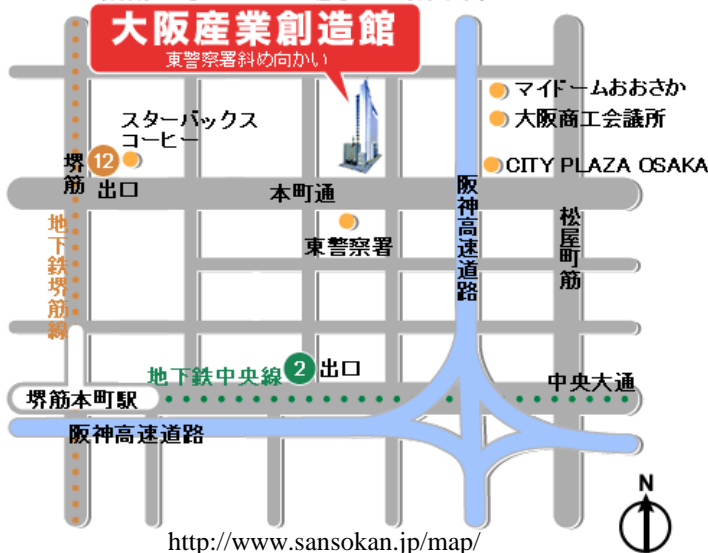 大阪産業創造館
東警察署斜め向かい
マイドームおおさか
大阪商工会議所
スターバックス
コーヒー
CITY PLAZA OSAKA
堺筋
12
出口
本町通
阪神高速道路
松屋町筋
東警察署
地下鉄堺筋線
地下鉄中央線
2
出口
中央大通
堺筋本町駅
阪神高速道路
N
http://www.sansokan.jp/map/